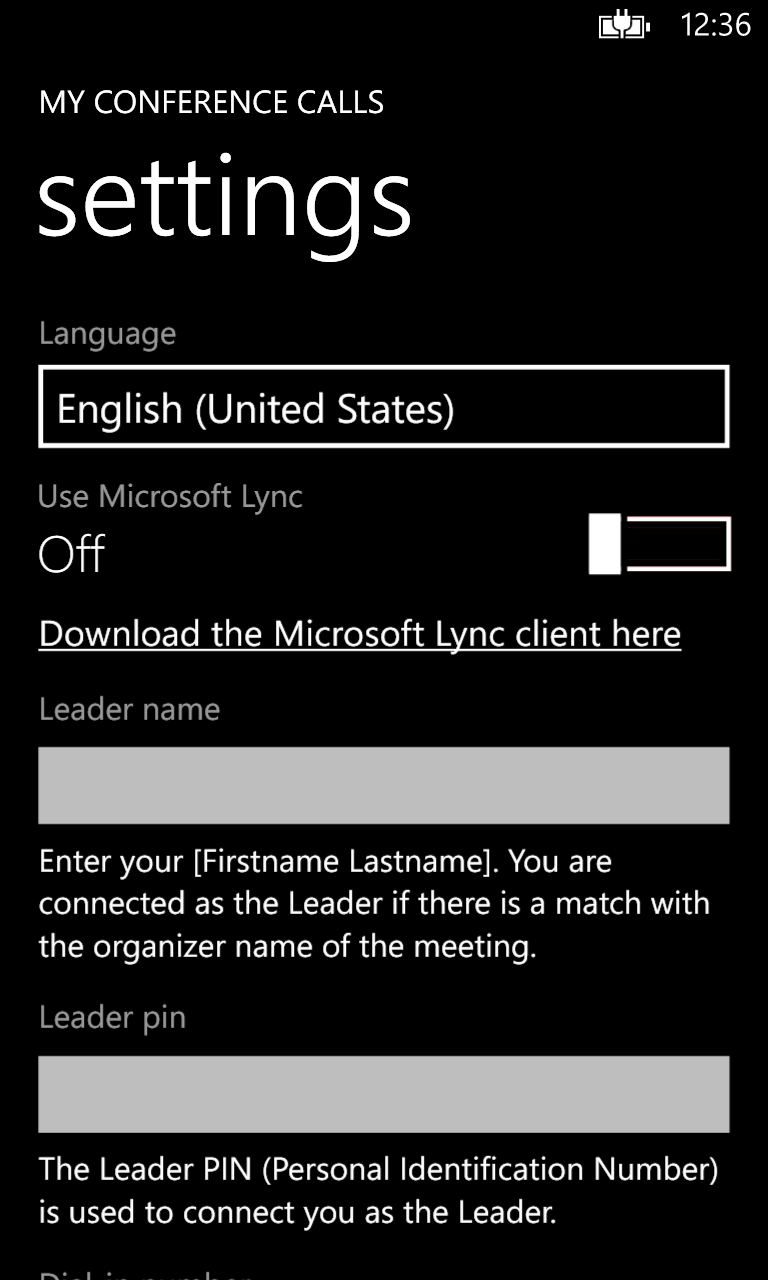 12:36
MY CONFERENCE CALLS
settings
Language
English (United States)
Use Microsoft Lync
Off
Download the Microsoft Lync client here
Leader name
Enter your [Firstname Lastname]. You are
connected as the Leader if there is a match with
the organizer name of the meeting.
Leader pin
The Leader PIN (Personal Identification Number)
is used to connect you as the Leader.